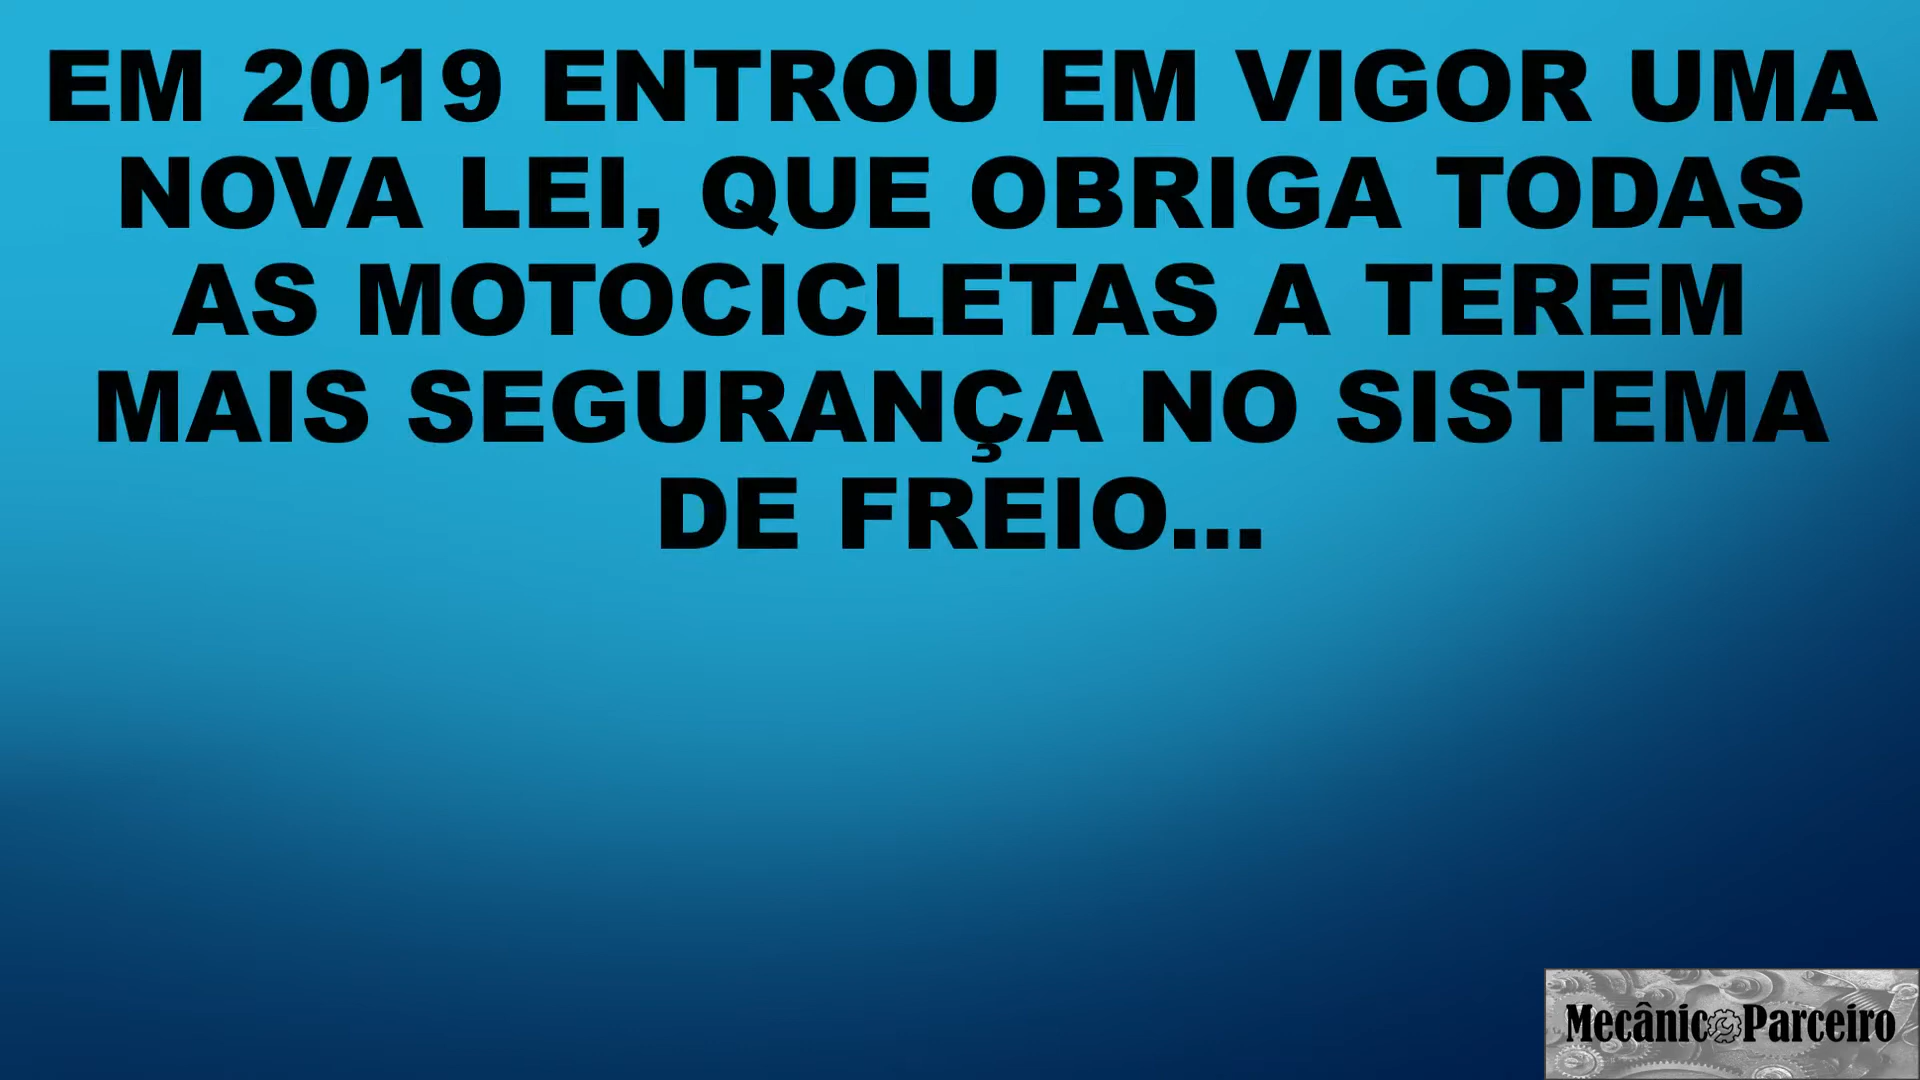 EM 2019 ENTROU EM VIGOR UMA
NOVA LEI, QUE OBRIGA TODAS
AS MOTOCICLETAS A TEREM
MAIS SEGURANÇA NO SISTEMA
DE FREIO...
Mecânico Parceiro